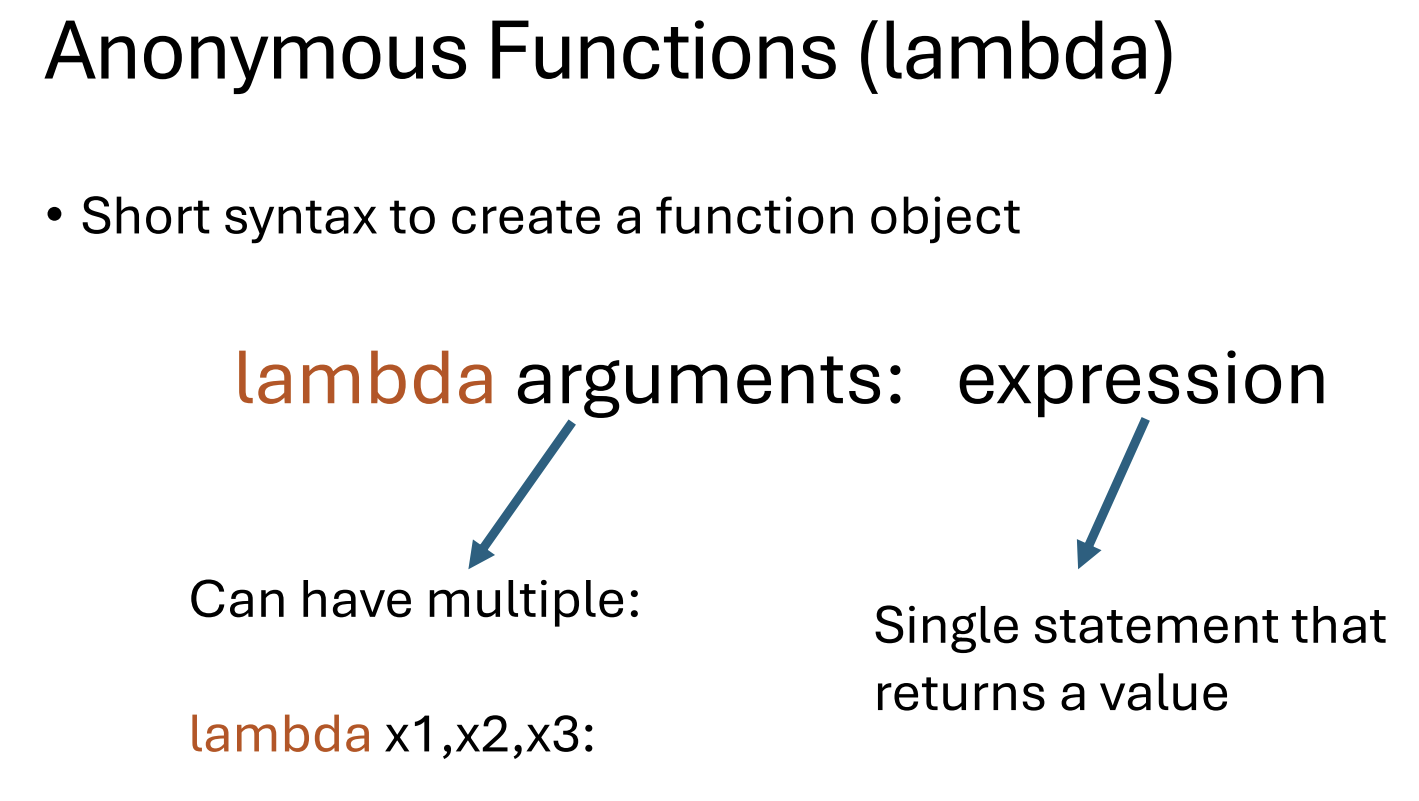 Anonymous Functions (lambda)
• Short syntax to create a function object
lambda arguments: expression
Can have multiple:
lambda x1,x2,x3:
Single statement that
returns a value